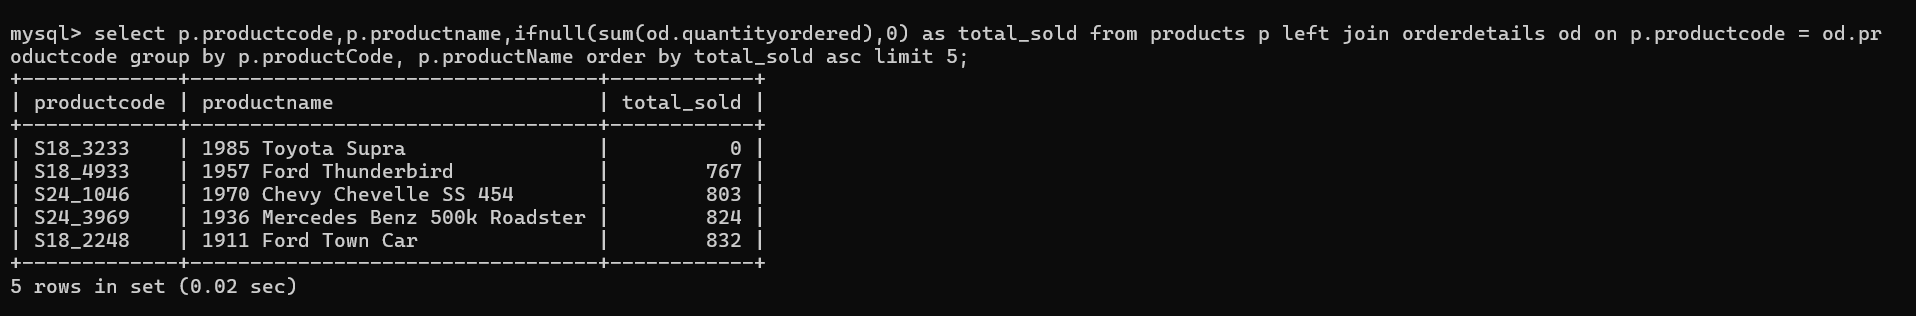 mysql> select p.productcode,p.productname,ifnull(sum(od.quantityordered),0) as total_sold from products p left join orderdetails od on p.productcode = od.pr
oductcode group by p.productCode, p.productName order by total_sold asc limit 5;
+-------------+----------------------------------+------------+
| productcode | productname                      | total_sold |
+-------------+----------------------------------+------------+
| S18_3233    | 1985 Toyota Supra                |          0 |
| S18_4933    | 1957 Ford Thunderbird            |        767 |
| S24_1046    | 1970 Chevy Chevelle SS 454       |        803 |
| S24_3969    | 1936 Mercedes Benz 500k Roadster |        824 |
| S18_2248    | 1911 Ford Town Car               |        832 |
+-------------+----------------------------------+------------+
5 rows in set (0.02 sec)